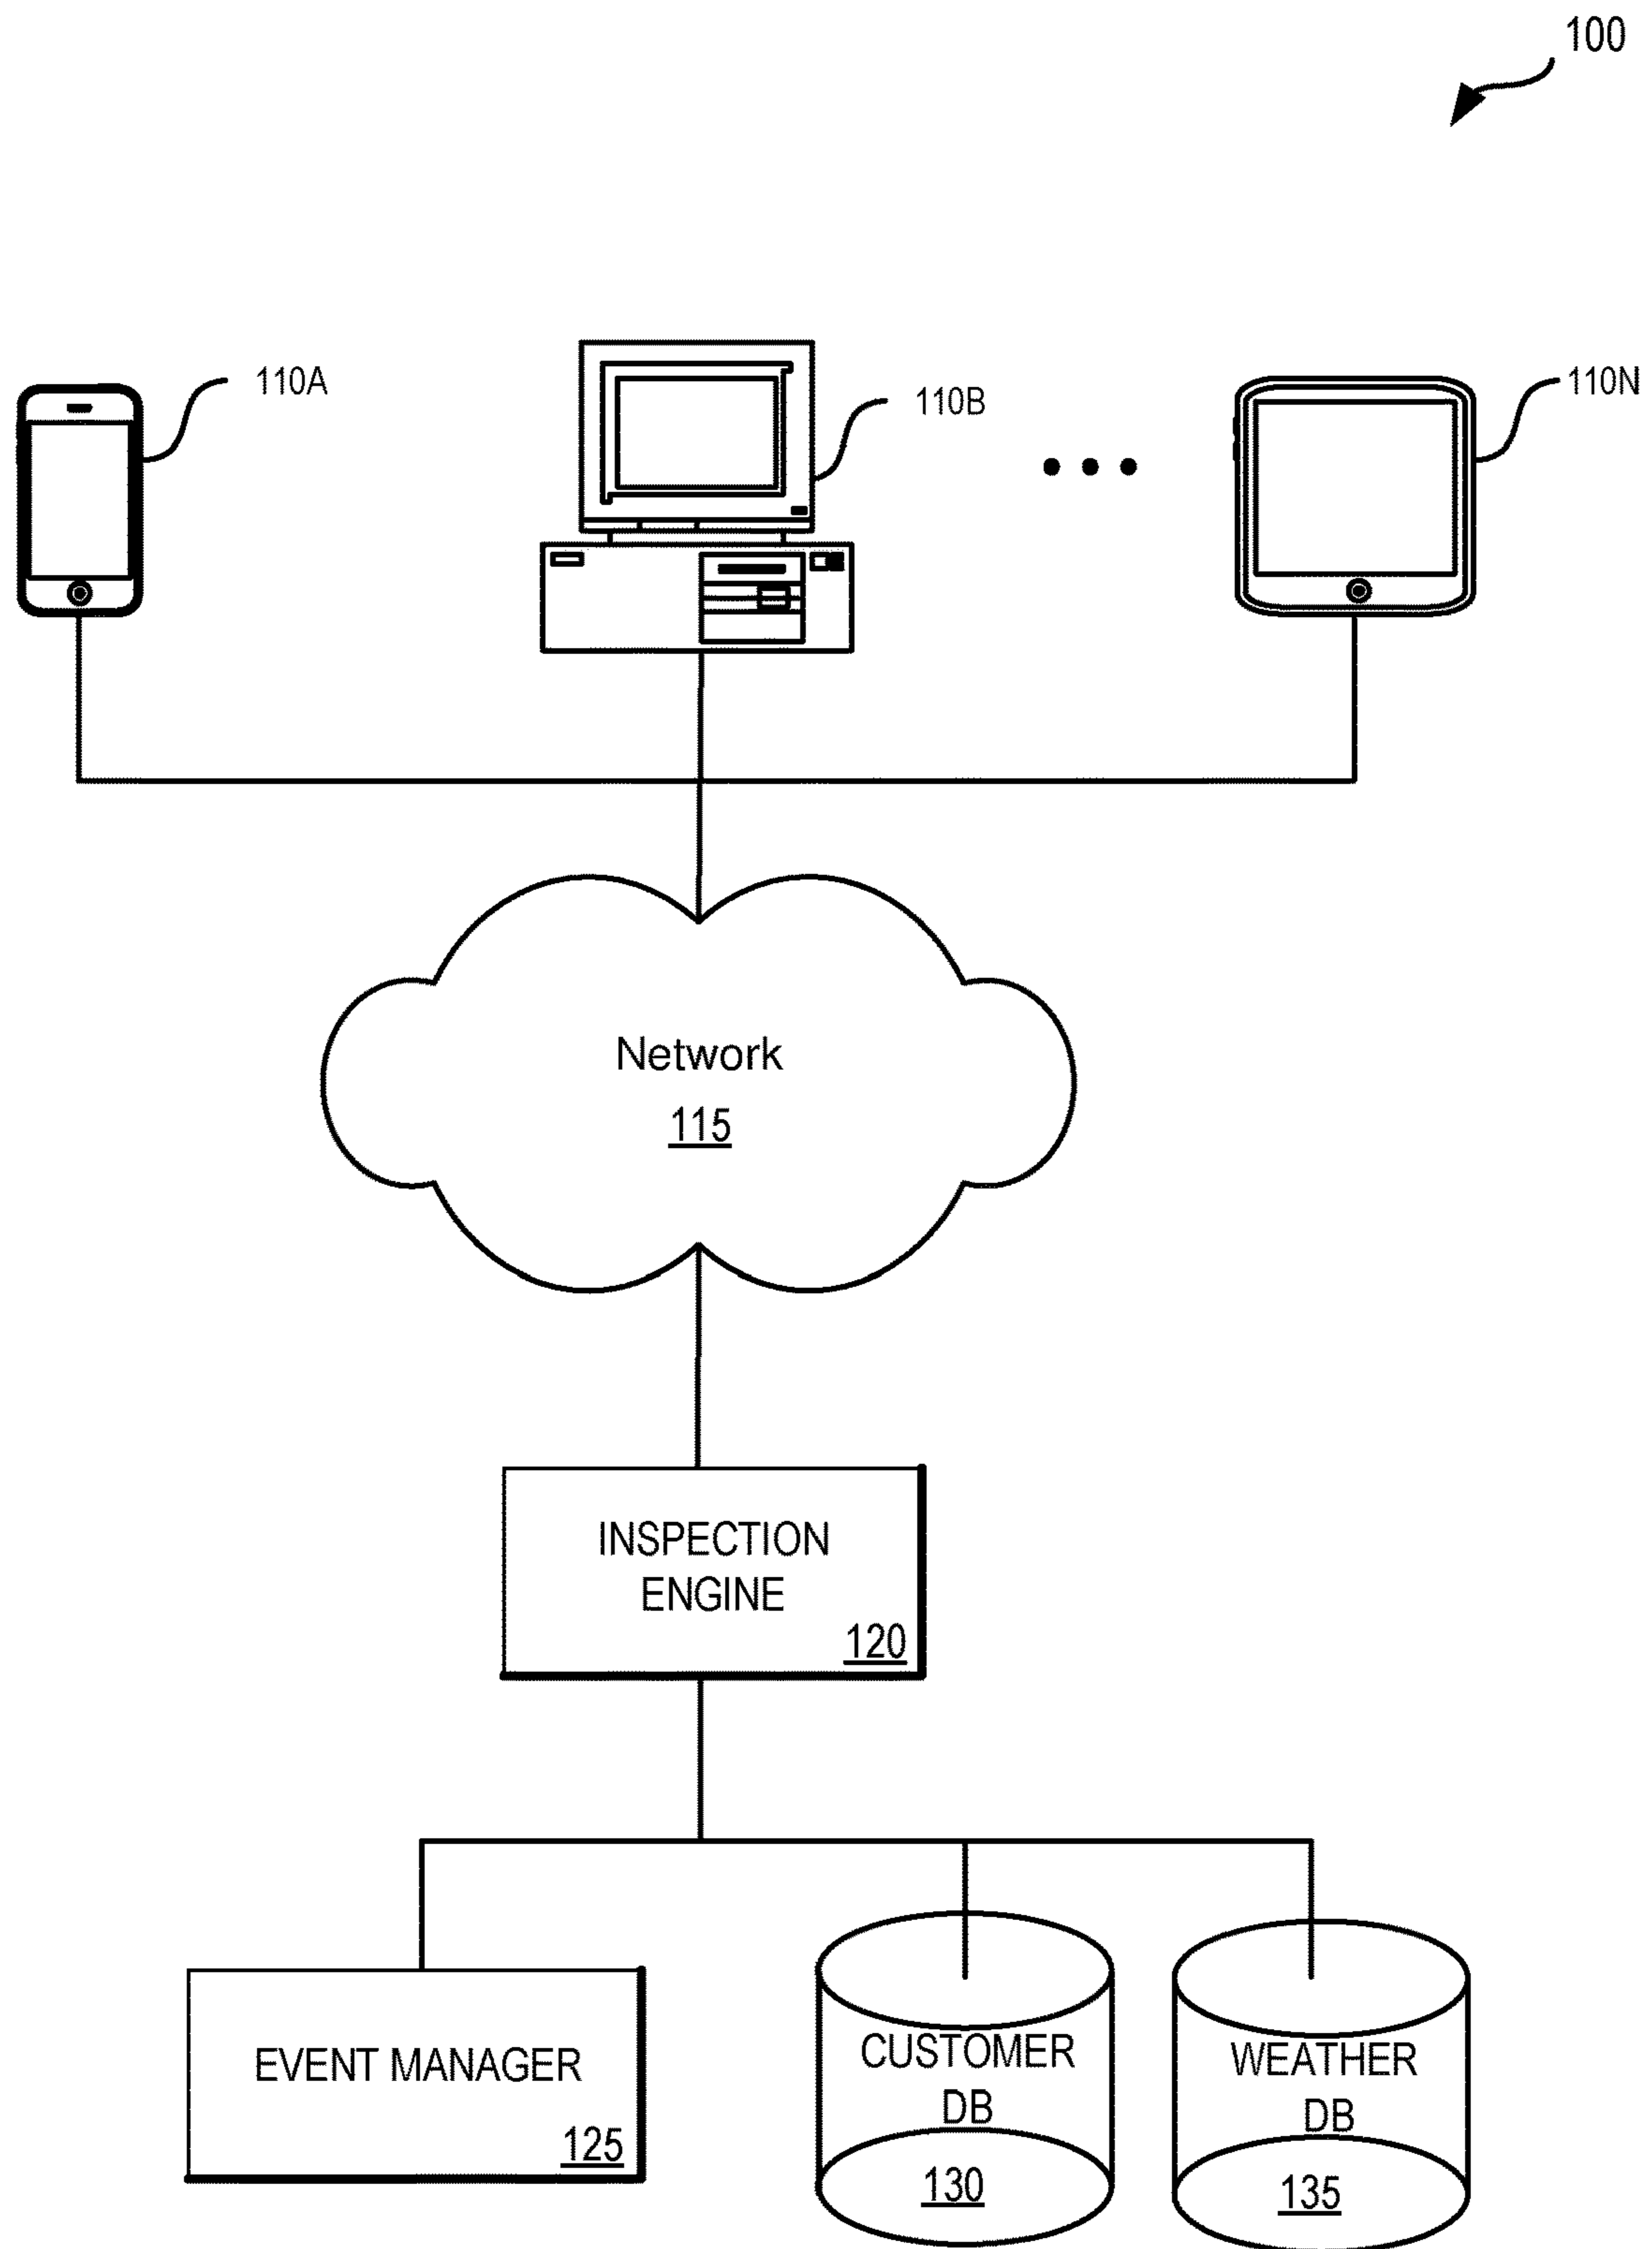 100
110A
110B
110N
Network
115
INSPECTION
ENGINE
120
EVENT MANAGER
125
CUSTOMER
DB
130
WEATHER
DB
135